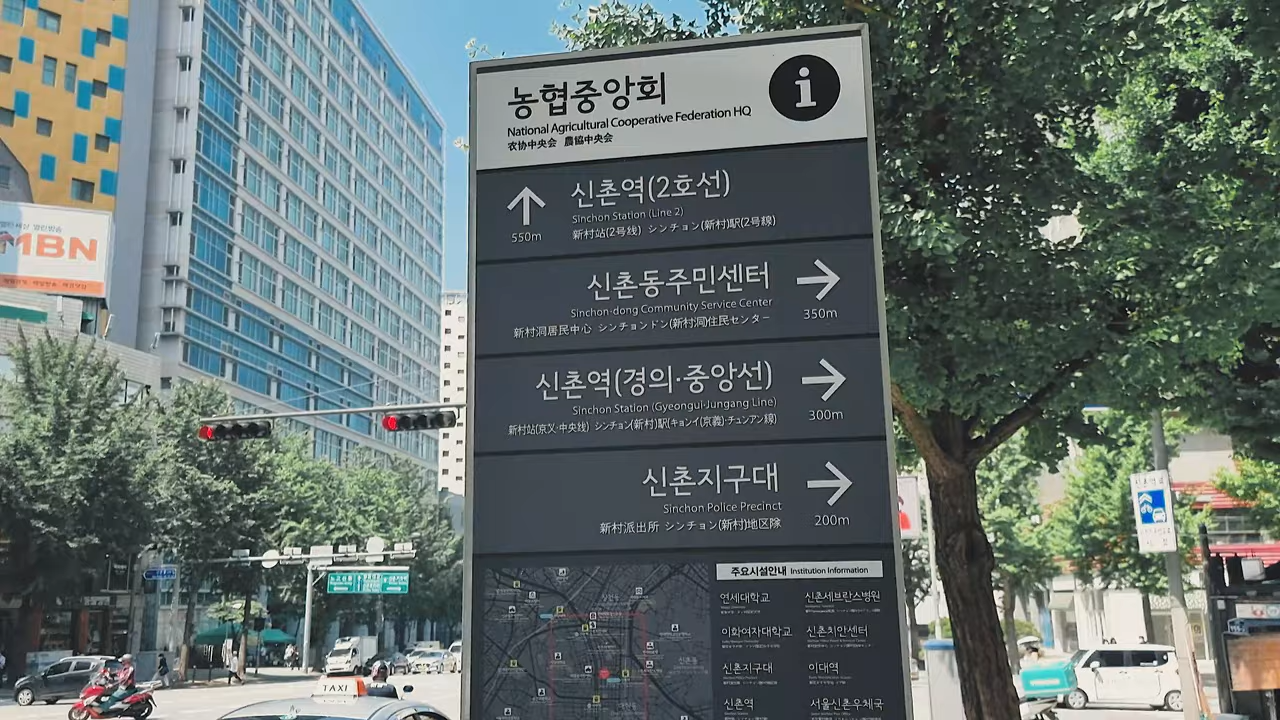 농협중앙회
National Agricultural Cooperative Federation HQ
农协中央会 農協中央会
i
550m
신촌역(2호선)
Sinchon Station (Line 2)
新村站(2号线) シンチョン(新村)駅(2号線)
신촌동주민센터
Sinchon-dong Community Service Center
新村洞居民中心 シンチョンドン(新村洞)住民センター
350m
신촌역(경의·중앙선)
Sinchon Station (Gyeongui-Jungang Line)
新村站(京义·中央线) シンチョン(新村)駅(キョンイ(京義)·チュンアン線)
300m
신촌지구대
Sinchon Police Precinct
新村派出所 シンチョン(新村)地区隊
200m
주요시설안내 Institution Information
연세대학교
신촌세브란스병원
이화여자대학교
신촌치안센터
신촌지구대
이대역
신촌역
서울신촌우체국
MBN
TAXI